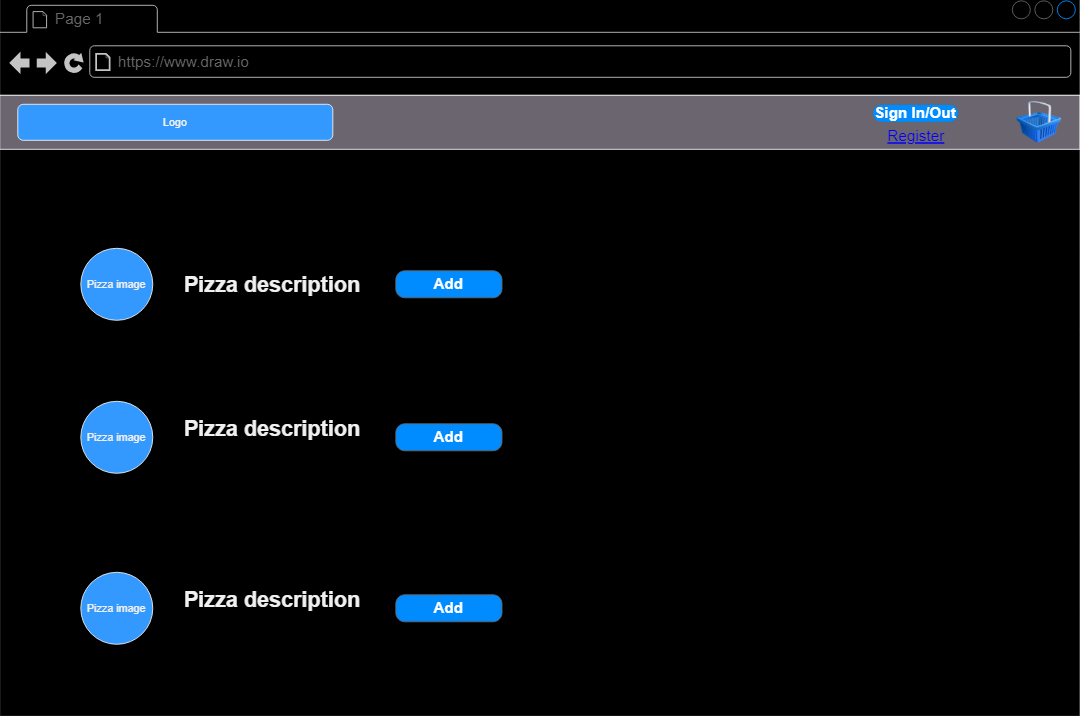 Page 1
https://www.draw.io
Logo
Sign In/Out
Register
Pizza image
Pizza description
Add
Pizza image
Pizza description
Add
Pizza image
Pizza description
Add